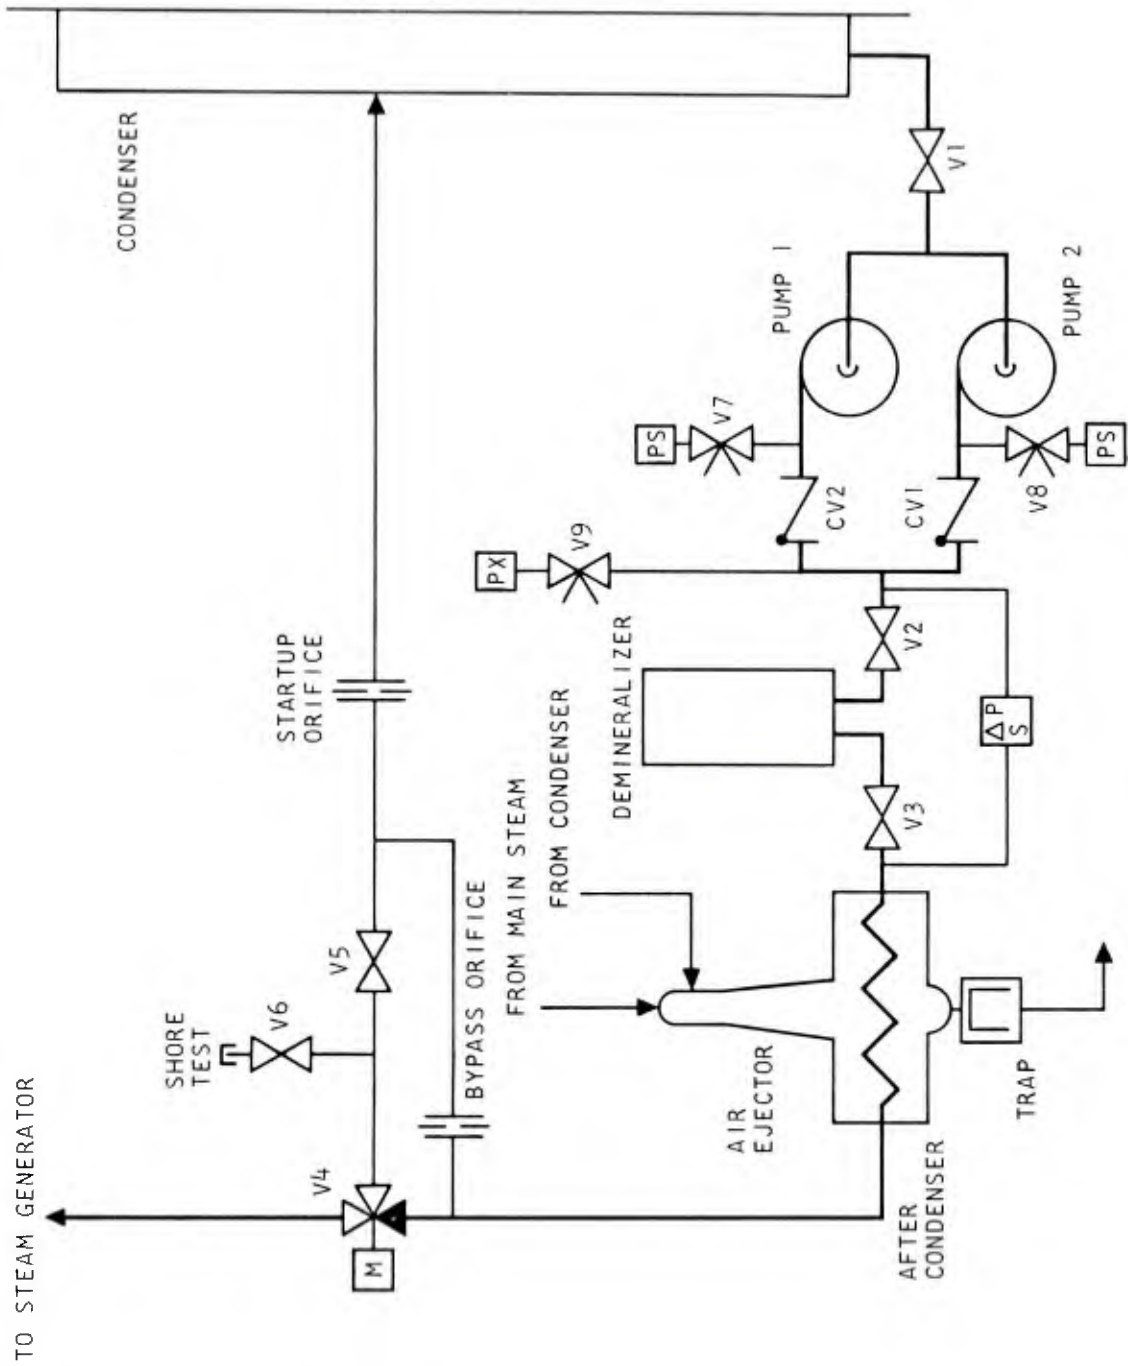 TO STEAM GENERATOR
CONDENSER
V1
PUMP 1
PUMP 2
PS
V7
PS
V8
CV2
CV1
PX
V9
STARTUP
ORIFICE
DEMINERALIZER
V2
ΔP
S
V3
FROM CONDENSER
FROM MAIN STEAM
BYPASS ORIFICE
V5
V6
SHORE
TEST
V4
M
AIR
EJECTOR
AFTER
CONDENSER
TRAP